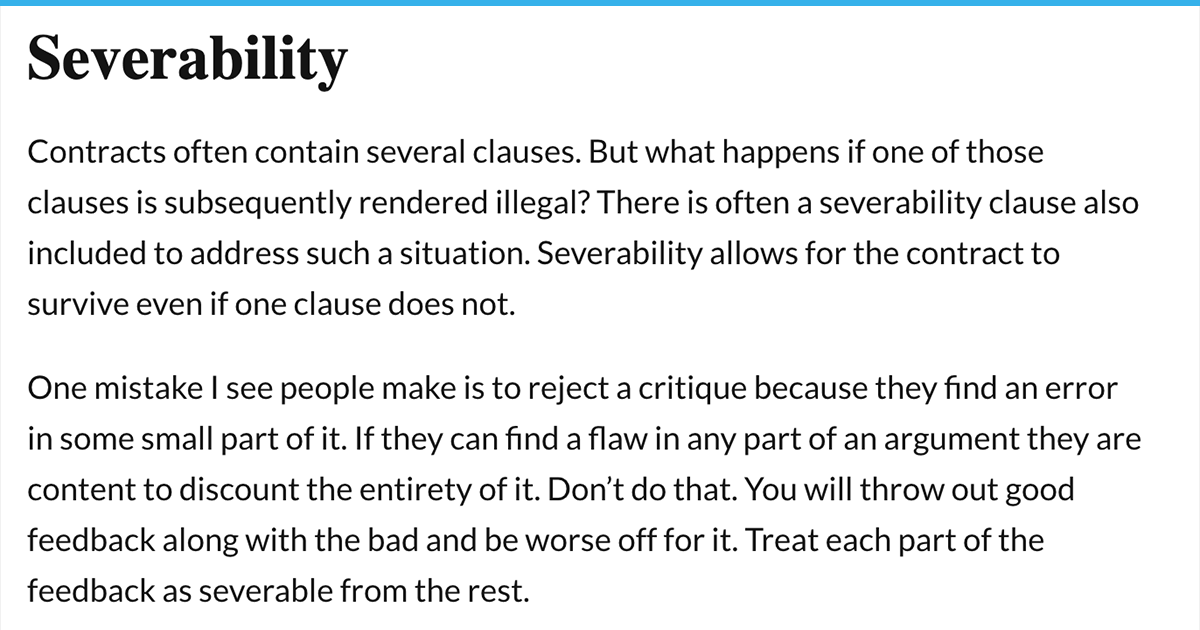 Severability
Contracts often contain several clauses. But what happens if one of those
clauses is subsequently rendered illegal? There is often a severability clause also
included to address such a situation. Severability allows for the contract to
survive even if one clause does not.
One mistake I see people make is to reject a critique because they find an error
in some small part of it. If they can find a flaw in any part of an argument they are
content to discount the entirety of it. Don’t do that. You will throw out good
feedback along with the bad and be worse off for it. Treat each part of the
feedback as severable from the rest.